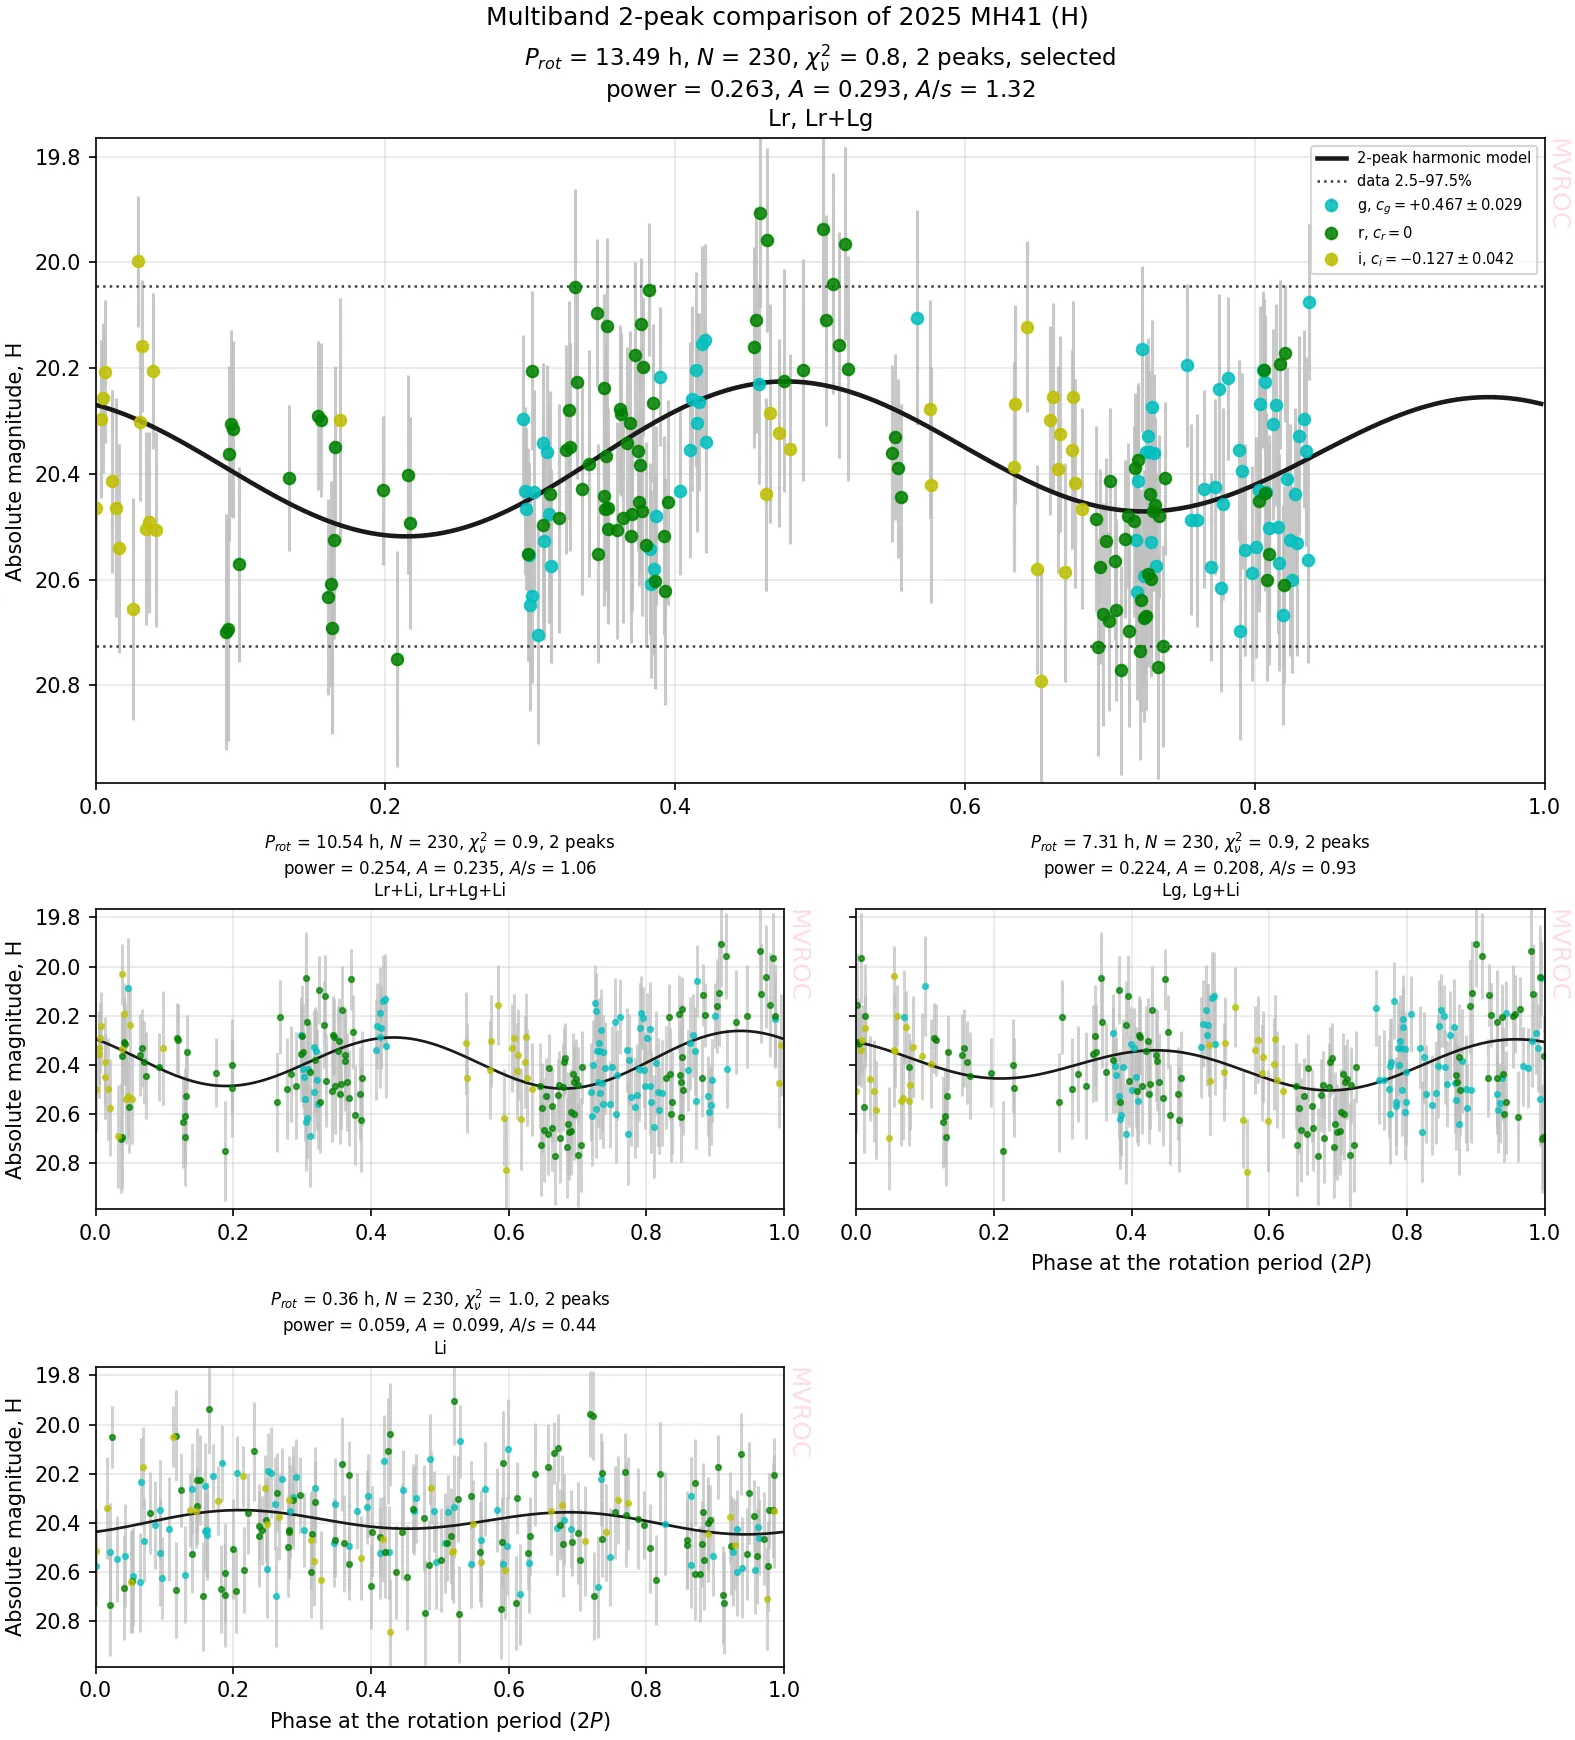 Multiband 2-peak comparison of 2025 MH41 (H)
P_rot = 13.49 h, N = 230, χ²_ν = 0.8, 2 peaks, selected
power = 0.263, A = 0.293, A/s = 1.32
Lr, Lr+Lg
Absolute magnitude, H
19.8
20.0
20.2
20.4
20.6
20.8
0.0 0.2 0.4 0.6 0.8 1.0
2-peak harmonic model
data 2.5–97.5%
g, c_g = +0.467 ± 0.029
r, c_r = 0
i, c_i = −0.127 ± 0.042
MVROC
P_rot = 10.54 h, N = 230, χ²_ν = 0.9, 2 peaks
power = 0.254, A = 0.235, A/s = 1.06
Lr+Li, Lr+Lg+Li
Absolute magnitude, H
19.8
20.0
20.2
20.4
20.6
20.8
0.0 0.2 0.4 0.6 0.8 1.0
MVROC
P_rot = 7.31 h, N = 230, χ²_ν = 0.9, 2 peaks
power = 0.224, A = 0.208, A/s = 0.93
Lg, Lg+Li
0.0 0.2 0.4 0.6 0.8 1.0
Phase at the rotation period (2P)
MVROC
P_rot = 0.36 h, N = 230, χ²_ν = 1.0, 2 peaks
power = 0.059, A = 0.099, A/s = 0.44
Li
Absolute magnitude, H
19.8
20.0
20.2
20.4
20.6
20.8
0.0 0.2 0.4 0.6 0.8 1.0
Phase at the rotation period (2P)
MVROC